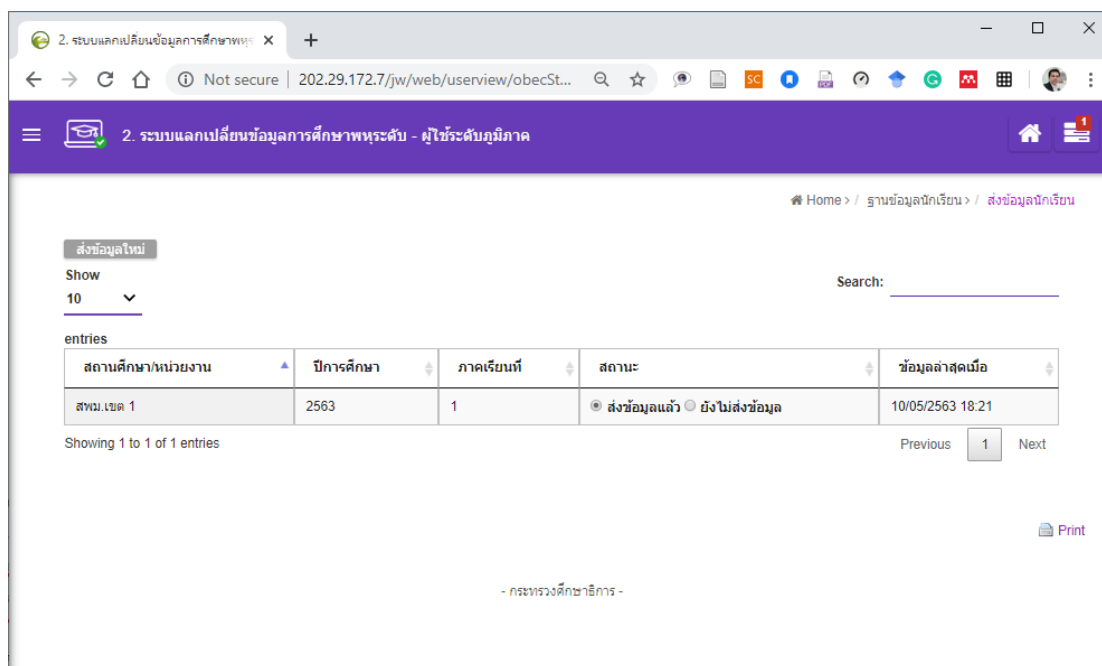 2. ระบบแลกเปลี่ยนข้อมูลการศึกษาพหุร
Not secure | 202.29.172.7/jw/web/userview/obecSt...
2. ระบบแลกเปลี่ยนข้อมูลการศึกษาพหุระดับ - ผู้ใช้ระดับภูมิภาค
1
Home > / ฐานข้อมูลนักเรียน > / ส่งข้อมูลนักเรียน
ส่งข้อมูลใหม่
Show
10
Search:
entries
สถานศึกษา/หน่วยงาน ปีการศึกษา ภาคเรียนที่ สถานะ ข้อมูลล่าสุดเมื่อ
สพม.เขต 1 2563 1 ส่งข้อมูลแล้ว ยังไม่ส่งข้อมูล 10/05/2563 18:21
Showing 1 to 1 of 1 entries
Previous 1 Next
Print
- กระทรวงศึกษาธิการ -